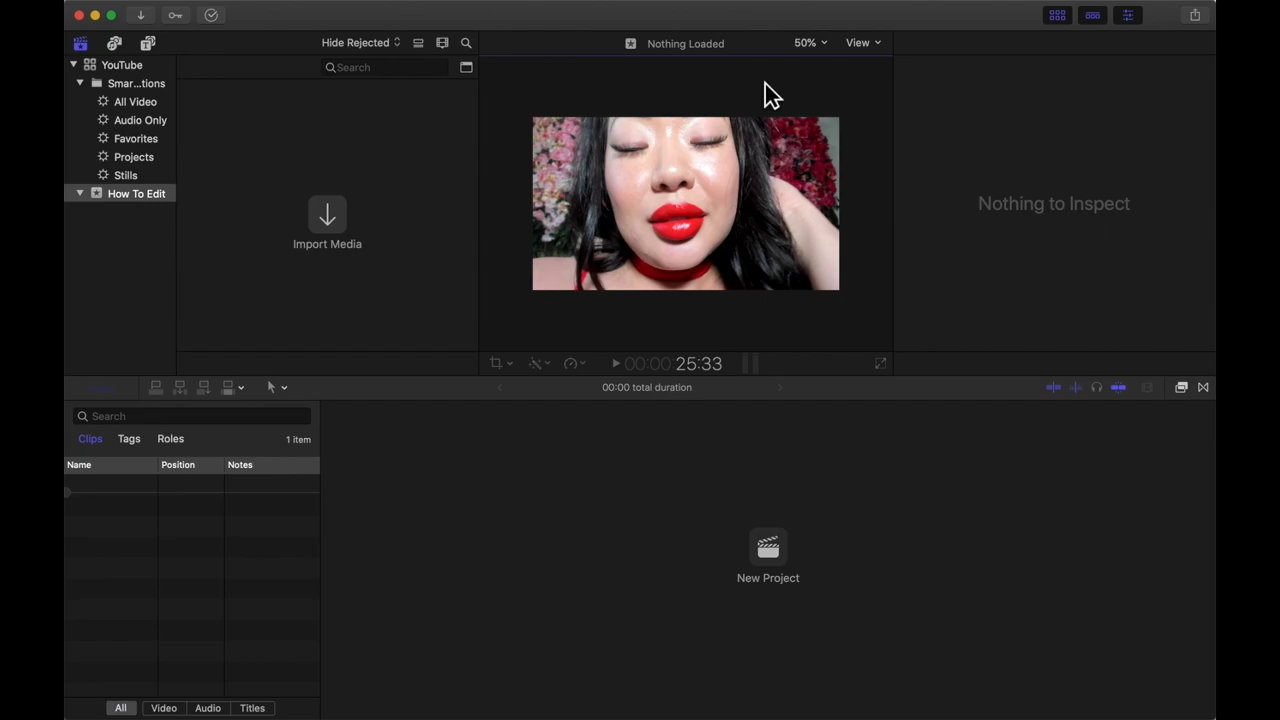 Hide Rejected
Nothing Loaded
50%
View
YouTube
Search
Smar...tions
All Video
Audio Only
Favorites
Projects
Stills
How To Edit
Import Media
Nothing to Inspect
00:00:25:33
00:00 total duration
Search
Clips
Tags
Roles
1 item
Name
Position
Notes
New Project
All
Video
Audio
Titles